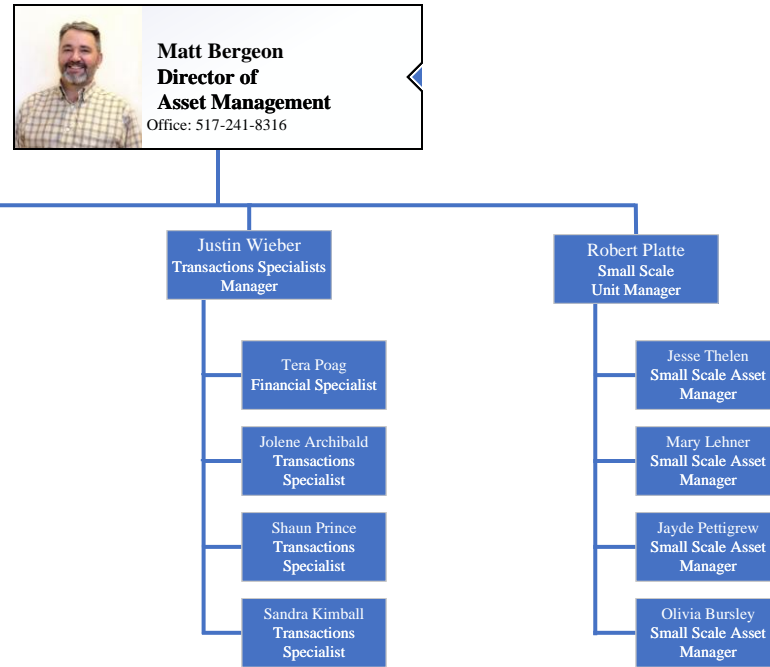 Matt Bergeon
Director of
Asset Management
Office: 517-241-8316
Justin Wieber
Transactions Specialists
Manager
Robert Platte
Small Scale
Unit Manager
Tera Poag
Financial Specialist
Jolene Archibald
Transactions
Specialist
Shaun Prince
Transactions
Specialist
Sandra Kimball
Transactions
Specialist
Jesse Thelen
Small Scale Asset
Manager
Mary Lehner
Small Scale Asset
Manager
Jayde Pettigrew
Small Scale Asset
Manager
Olivia Bursley
Small Scale Asset
Manager